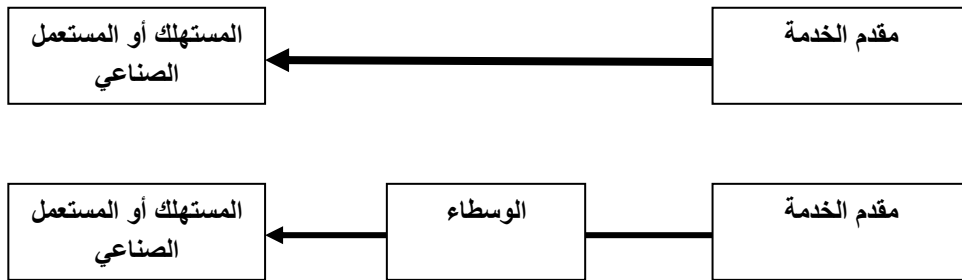 مقدم الخدمة
المستهلك أو المستعمل
الصناعي
مقدم الخدمة
الوسطاء
المستهلك أو المستعمل
الصناعي